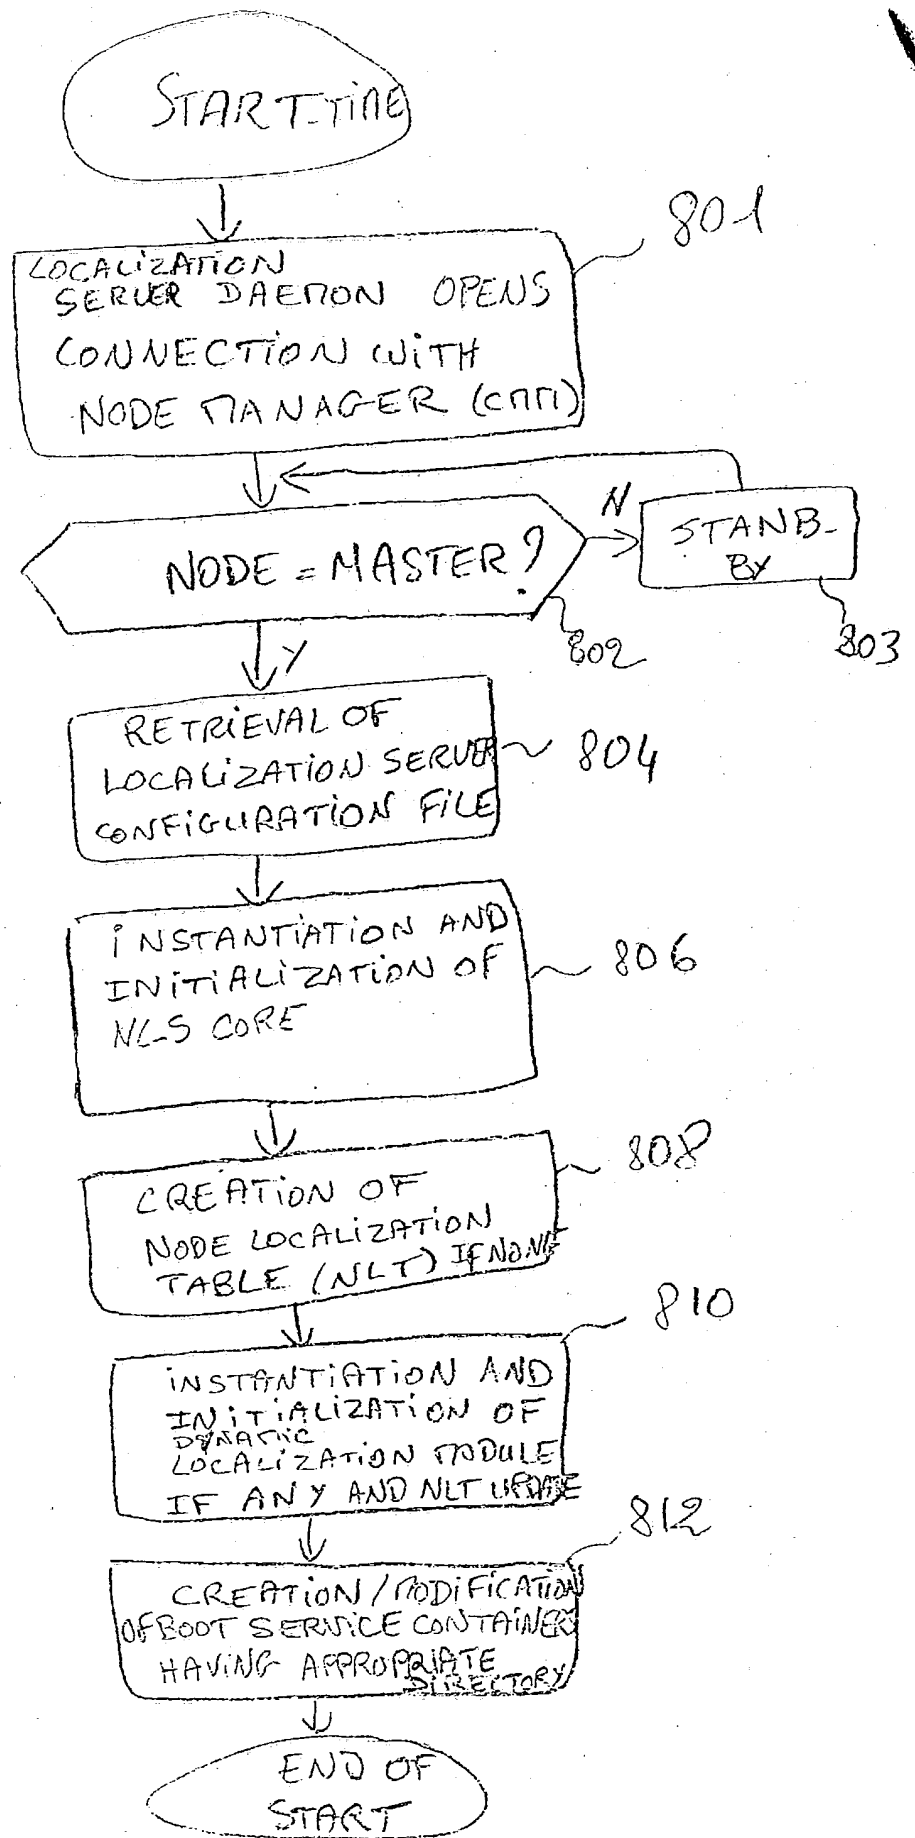 START-TIME
801
LOCALIZATION
SERVER DAEMON OPENS
CONNECTION WITH
NODE MANAGER (CMM)
N
STANB-
BY
NODE = MASTER?
802
803
Y
RETRIEVAL OF
LOCALIZATION SERVER
CONFIGURATION FILE
804
INSTANTIATION AND
INITIALIZATION OF
NLS CORE
806
808
CREATION OF
NODE LOCALIZATION
TABLE (NLT) IF NONE
810
INSTANTIATION AND
INITIALIZATION OF
DYNAMIC
LOCALIZATION MODULE
IF ANY AND NLT UPDATE
812
CREATION/MODIFICATION
OF BOOT SERVICE CONTAINERS
HAVING APPROPRIATE
DIRECTORY
END OF
START